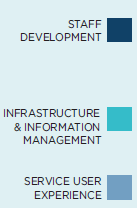 STAFF
DEVELOPMENT
INFRASTRUCTURE
& INFORMATION
MANAGEMENT
SERVICE USER
EXPERIENCE